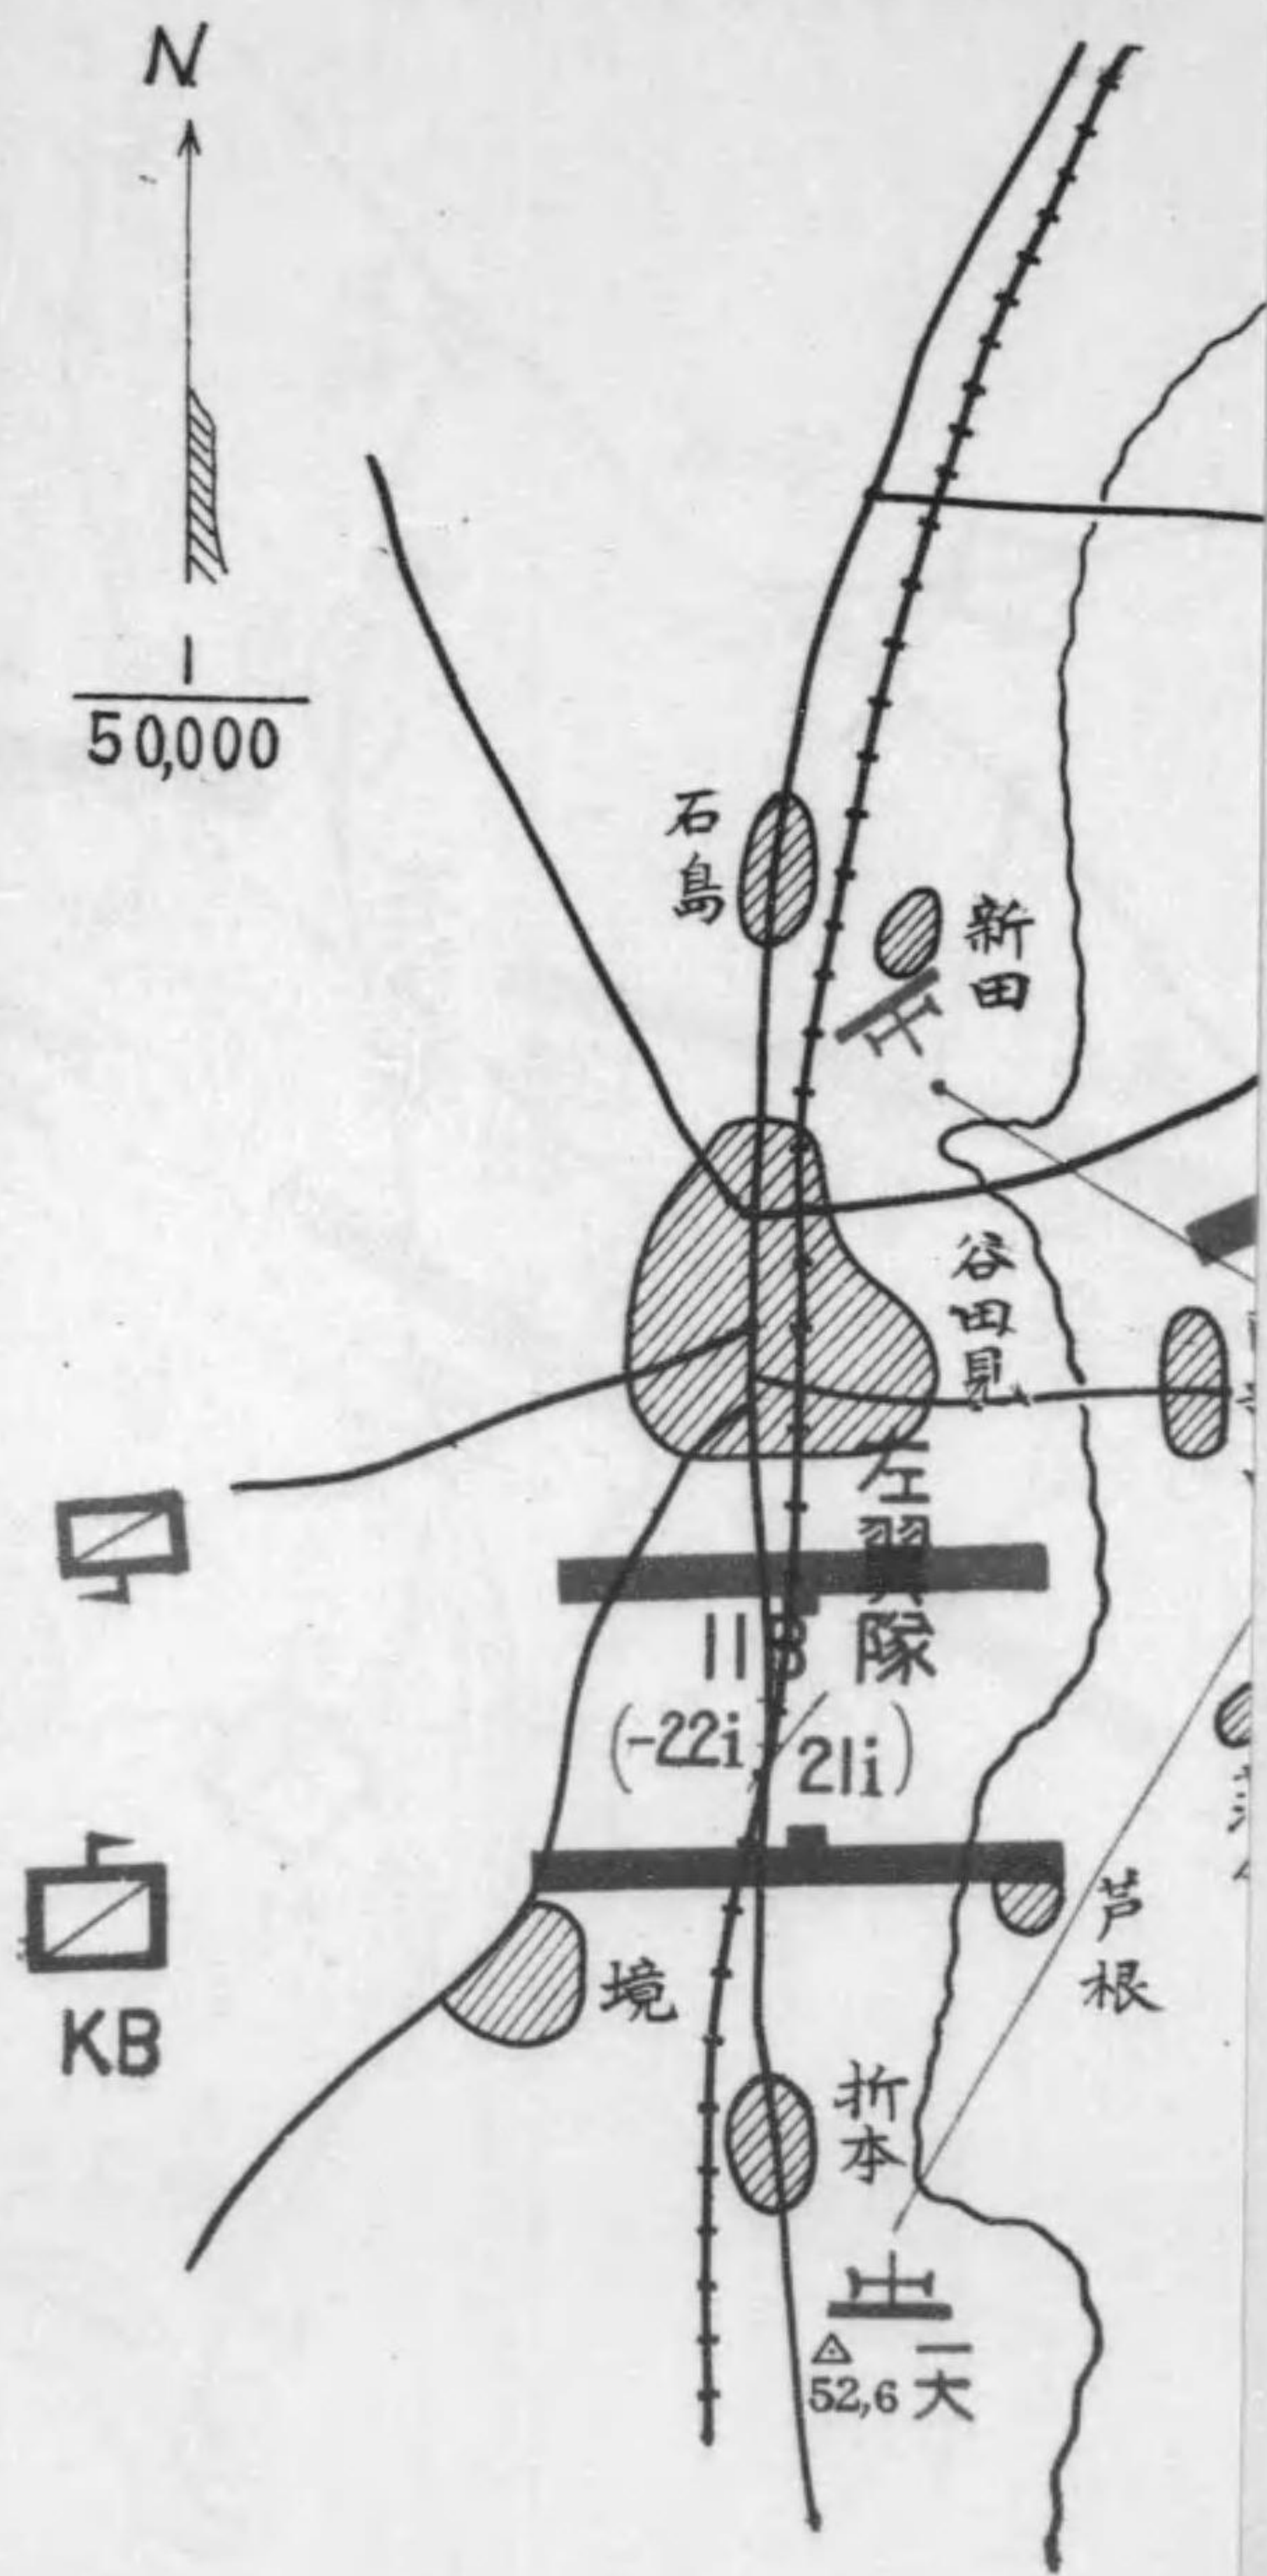 N
1
50,000
石島
新田
谷田見
左翼隊
11B
(-22i/21i)
芦根
境
KB
折本
52,6
一大